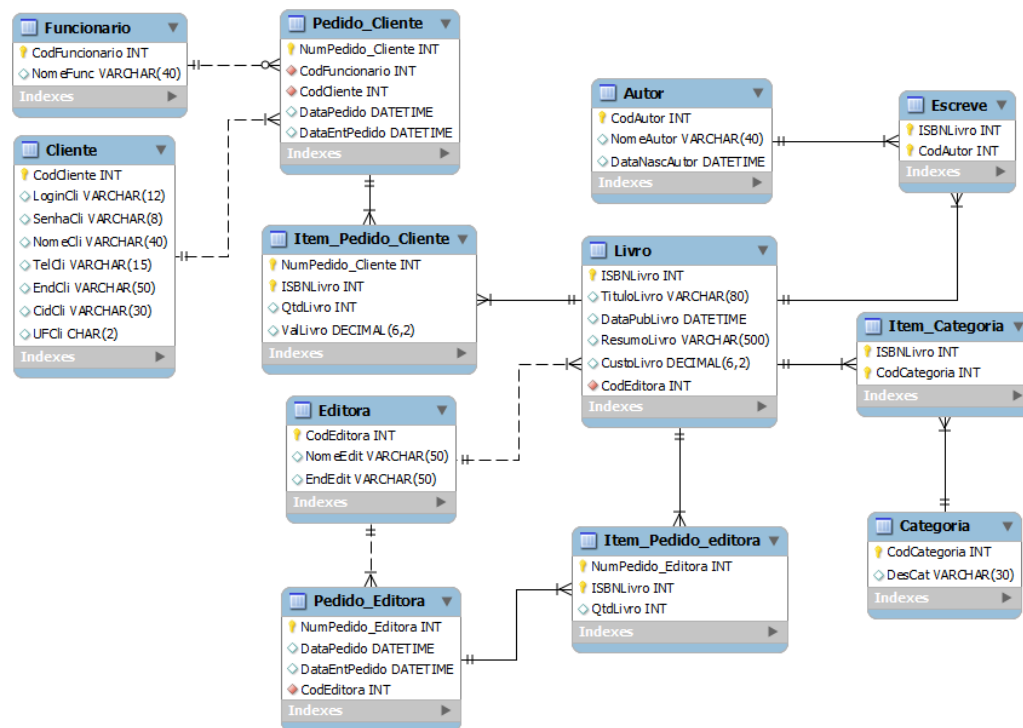 Funcionario
CodFuncionario INT
NomeFunc VARCHAR(40)
Indexes
Pedido_Cliente
NumPedido_Cliente INT
CodFuncionario INT
CodCliente INT
DataPedido DATETIME
DataEntPedido DATETIME
Indexes
Autor
CodAutor INT
NomeAutor VARCHAR(40)
DataNascAutor DATETIME
Indexes
Escreve
ISBNLivro INT
CodAutor INT
Indexes
Cliente
CodCliente INT
LoginCli VARCHAR(12)
SenhaCli VARCHAR(8)
NomeCli VARCHAR(40)
TelCli VARCHAR(15)
EndCli VARCHAR(50)
CidCli VARCHAR(30)
UFCli CHAR(2)
Indexes
Item_Pedido_Cliente
NumPedido_Cliente INT
ISBNLivro INT
QtdLivro INT
ValLivro DECIMAL(6,2)
Indexes
Livro
ISBNLivro INT
TituloLivro VARCHAR(80)
DataPubLivro DATETIME
ResumoLivro VARCHAR(500)
CustoLivro DECIMAL(6,2)
CodEditora INT
Indexes
Item_Categoria
ISBNLivro INT
CodCategoria INT
Indexes
Editora
CodEditora INT
NomeEdit VARCHAR(50)
EndEdit VARCHAR(50)
Indexes
Item_Pedido_editora
NumPedido_Editora INT
ISBNLivro INT
QtdLivro INT
Indexes
Categoria
CodCategoria INT
DesCat VARCHAR(30)
Indexes
Pedido_Editora
NumPedido_Editora INT
DataPedido DATETIME
DataEntPedido DATETIME
CodEditora INT
Indexes